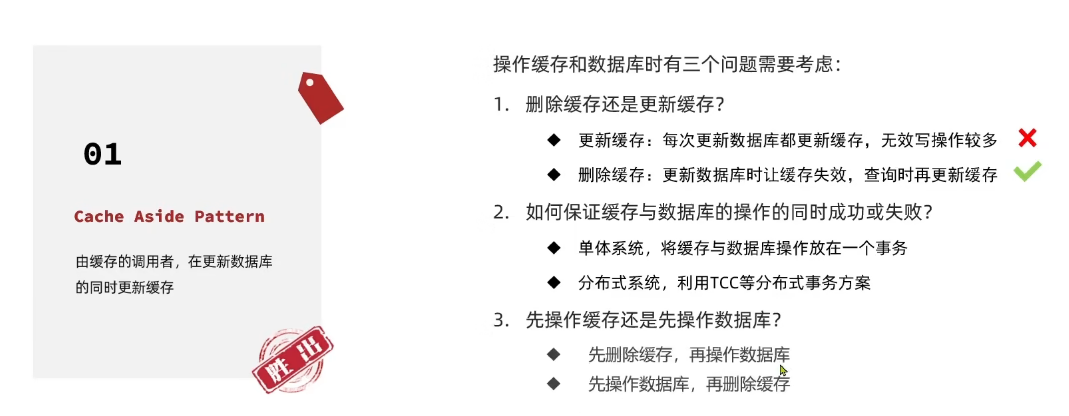 01
Cache Aside Pattern
由缓存的调用者，在更新数据库
的同时更新缓存
胜出
操作缓存和数据库时有三个问题需要考虑：
1. 删除缓存还是更新缓存？
◆ 更新缓存：每次更新数据库都更新缓存，无效写操作较多
◆ 删除缓存：更新数据库时让缓存失效，查询时再更新缓存
2. 如何保证缓存与数据库的操作的同时成功或失败？
◆ 单体系统，将缓存与数据库操作放在一个事务
◆ 分布式系统，利用TCC等分布式事务方案
3. 先操作缓存还是先操作数据库？
◆ 先删除缓存，再操作数据库
◆ 先操作数据库，再删除缓存